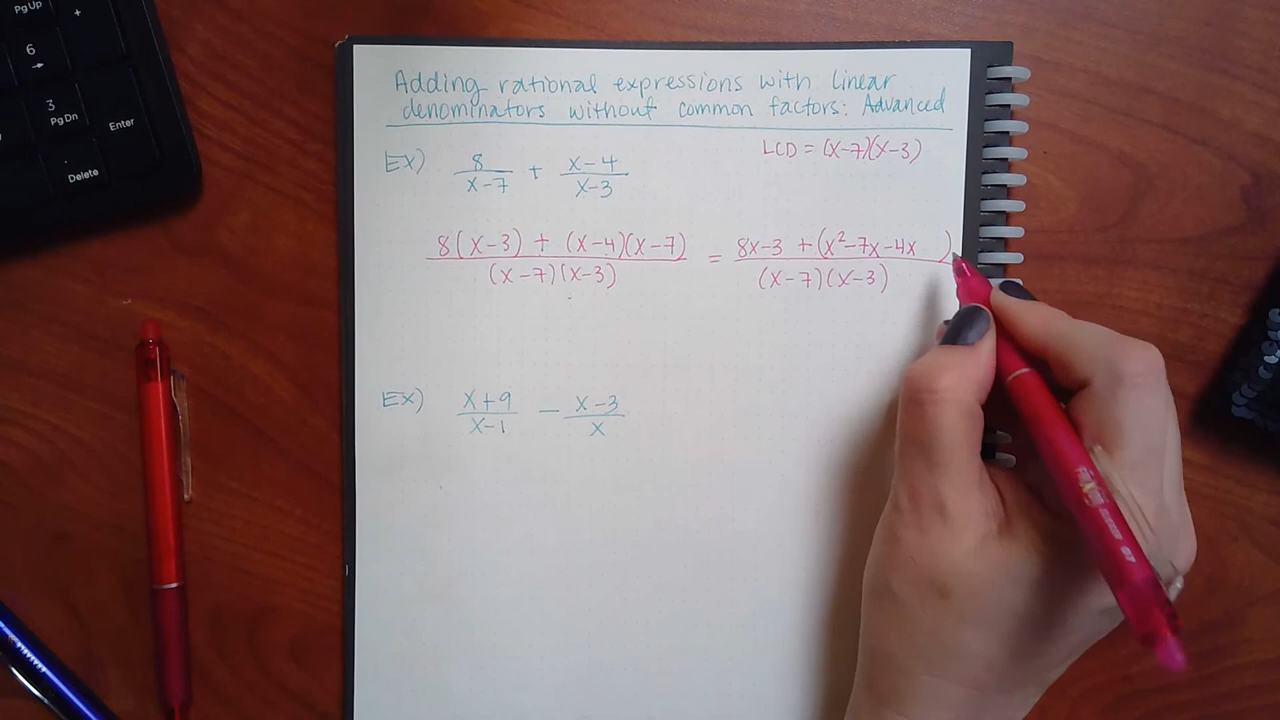 PgUp
+
6
3
PgDn
Enter
.
Delete
Adding rational expressions with linear
denominators without common factors: Advanced
LCD = (x-7)(x-3)
Ex) 8/(x-7) + (x-4)/(x-3)
(8(x-3) + (x-4)(x-7))/((x-7)(x-3)) = (8x-3 + (x²-7x-4x ))/((x-7)(x-3))
Ex) (x+9)/(x-1) - (x-3)/x